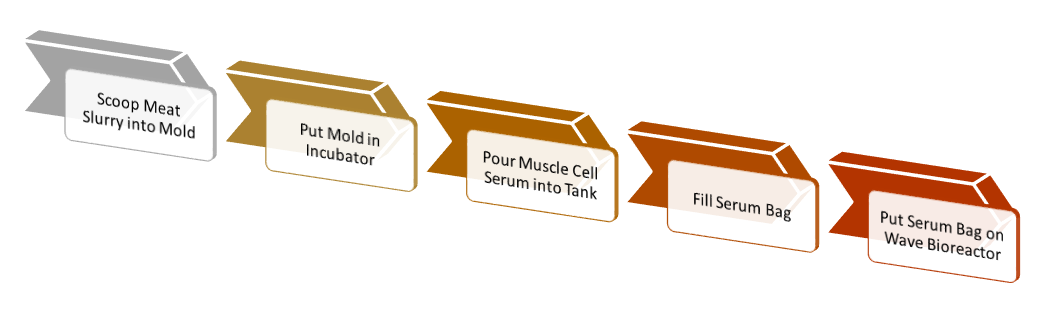 Scoop Meat
Slurry into Mold
Put Mold in
Incubator
Pour Muscle Cell
Serum into Tank
Fill Serum Bag
Put Serum Bag on
Wave Bioreactor